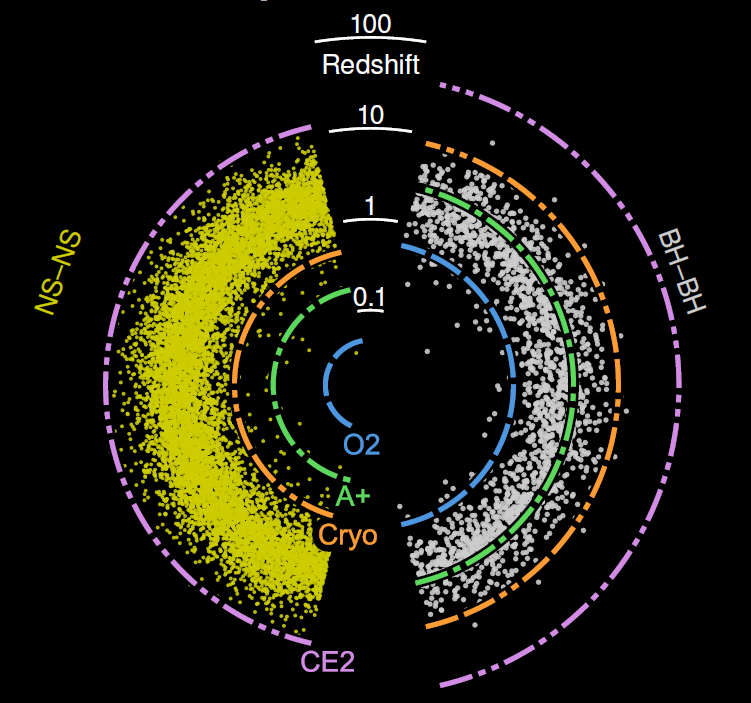 100
Redshift
10
1
0.1
NS–NS
BH–BH
O2
A+
Cryo
CE2